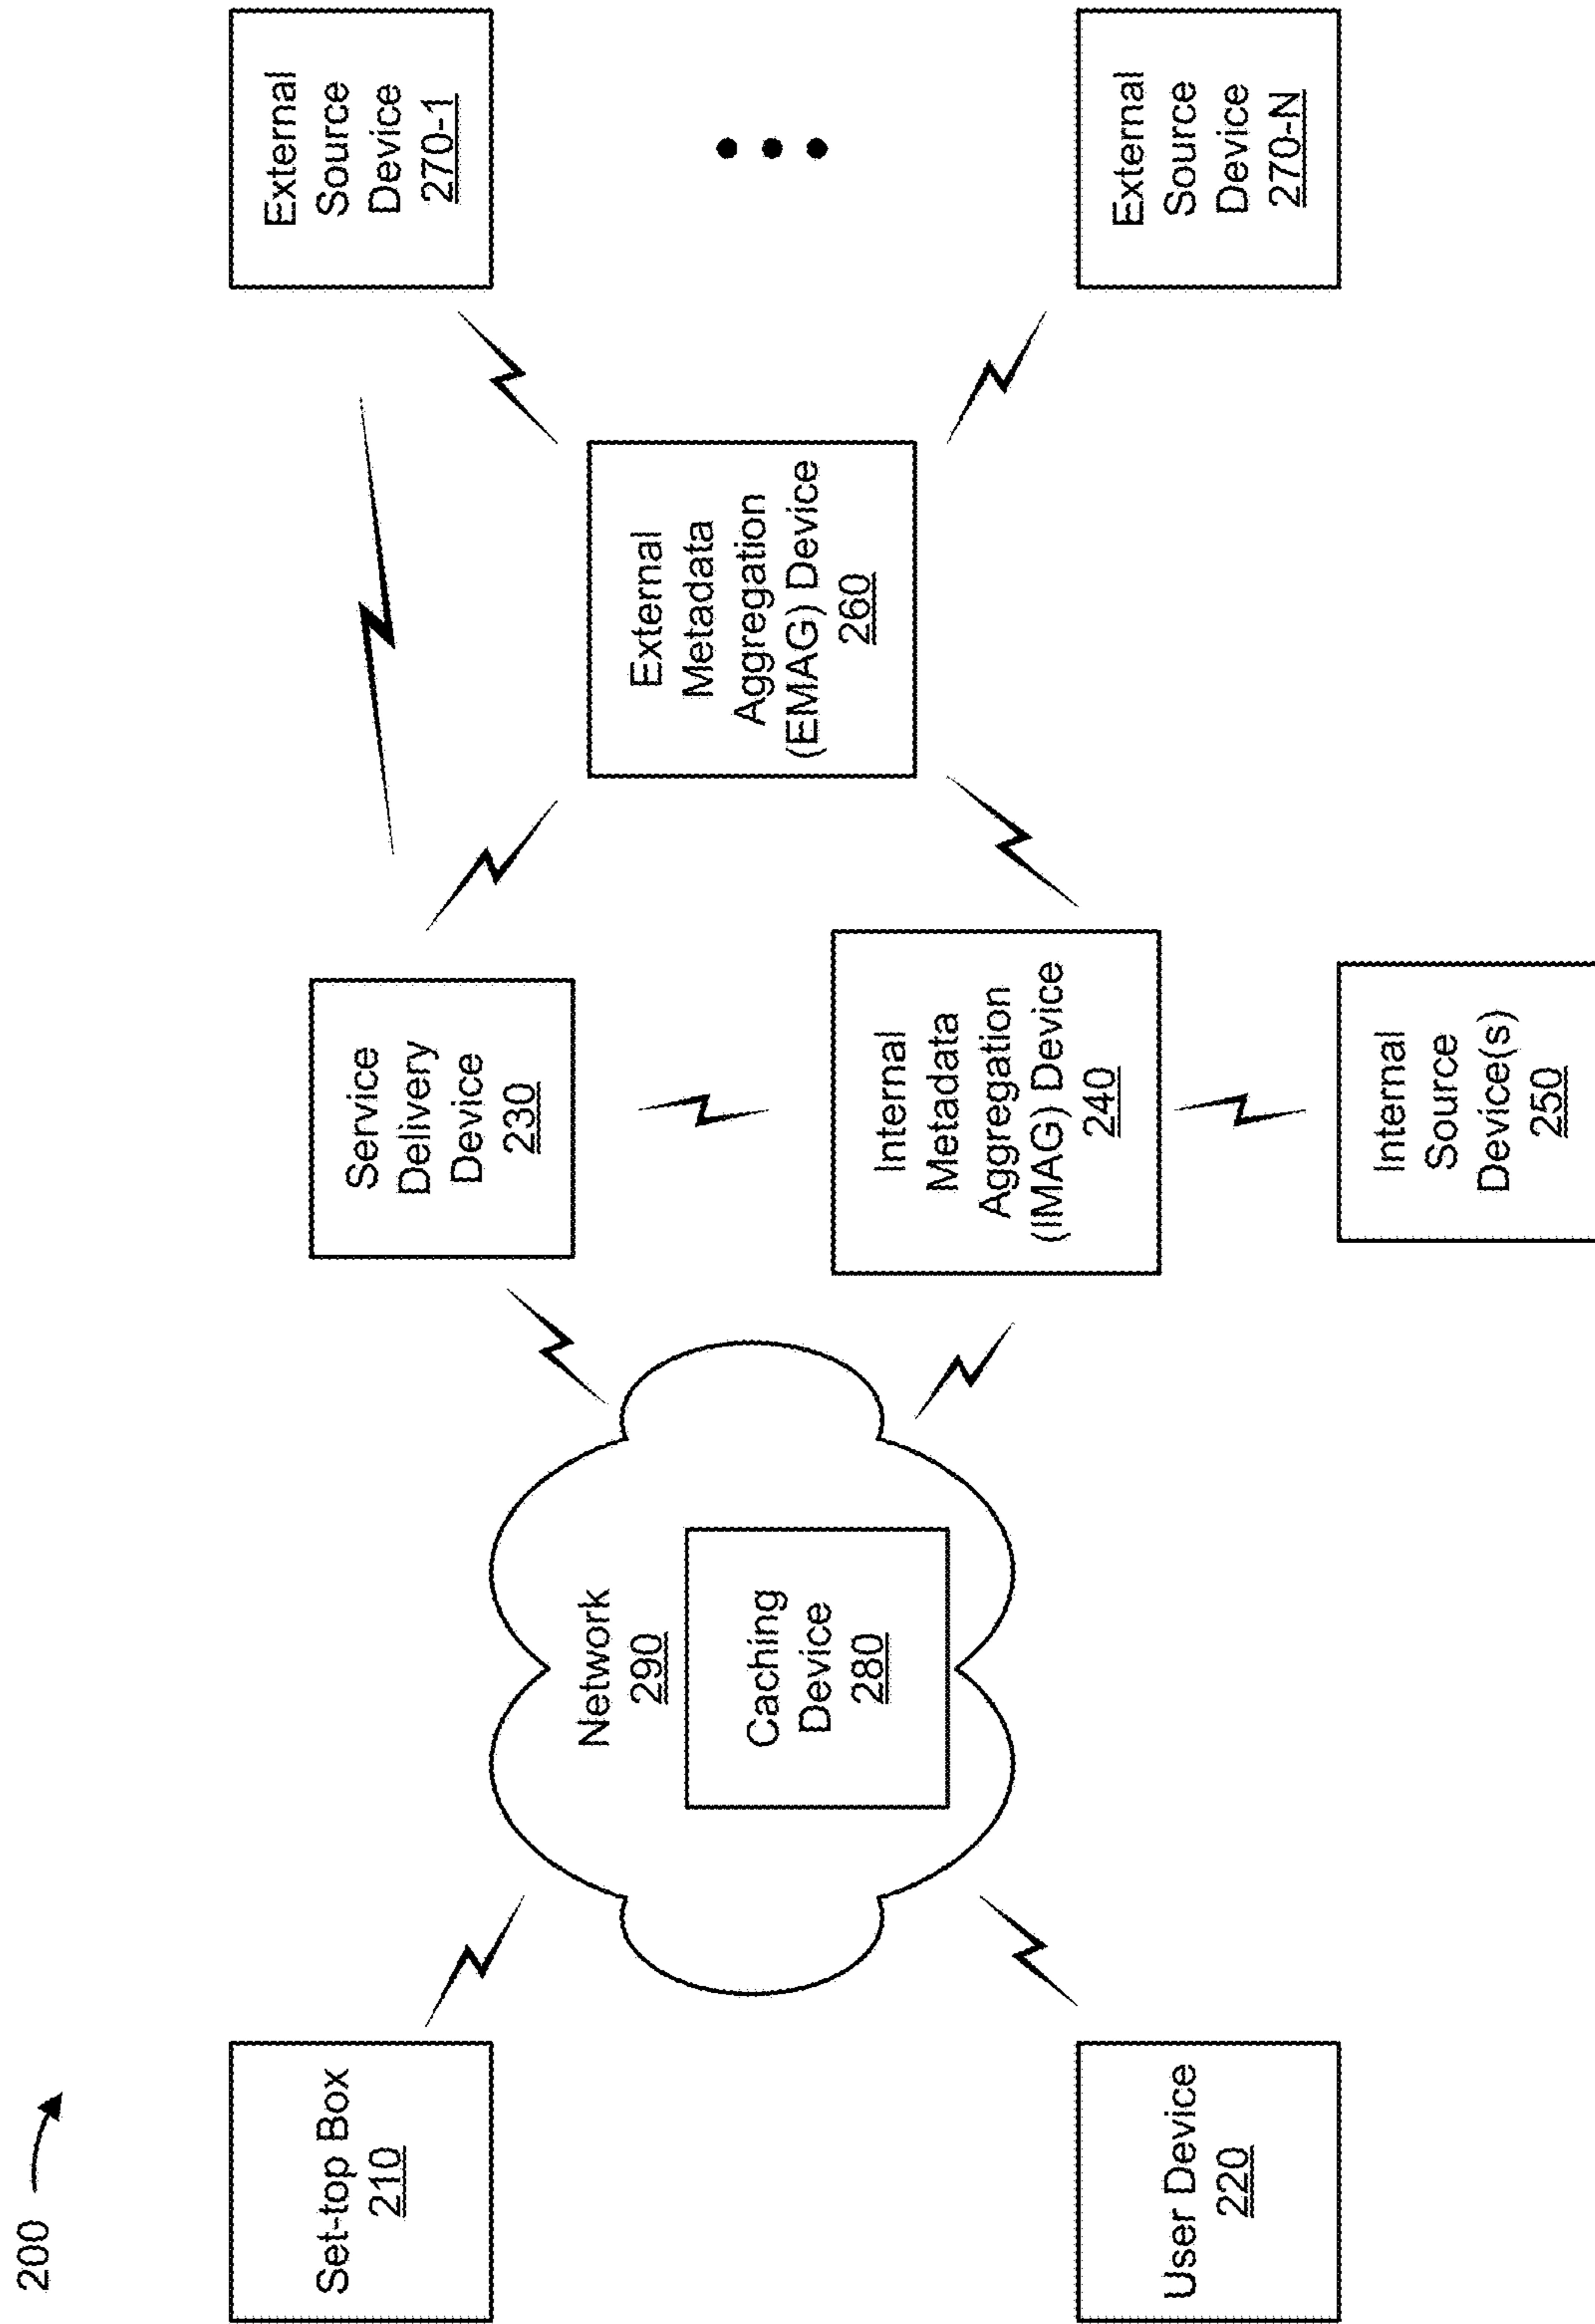 200
Set-top Box
210
User Device
220
Network
290
Caching
Device
280
Service
Delivery
Device
230
Internal
Metadata
Aggregation
(IMAG) Device
240
Internal
Source
Device(s)
250
External
Metadata
Aggregation
(EMAG) Device
260
External
Source
Device
270-1
External
Source
Device
270-N